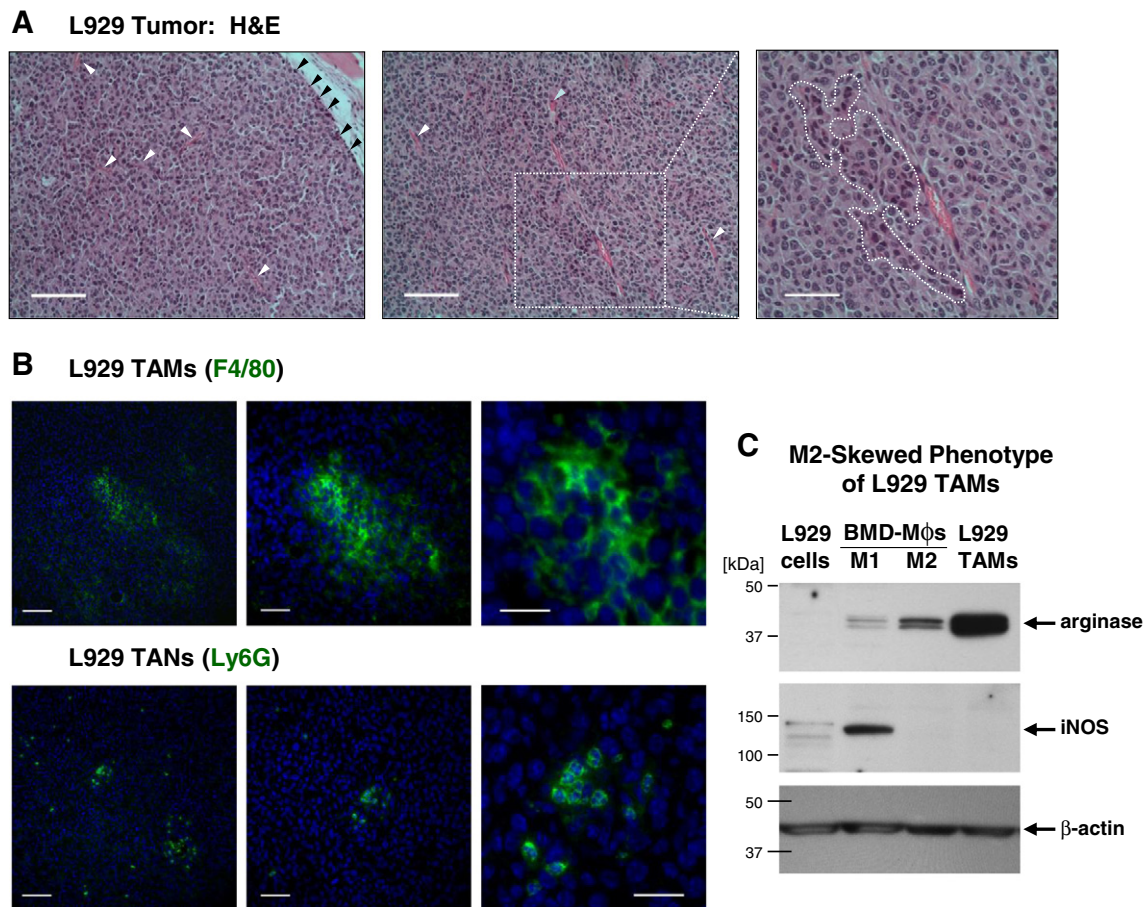 A L929 Tumor: H&E
B L929 TAMs (F4/80)
L929 TANs (Ly6G)
C M2-Skewed Phenotype
of L929 TAMs
L929 BMD-Mϕs L929
[kDa] cells M1 M2 TAMs
50
37
arginase
150
100
iNOS
50
37
β-actin